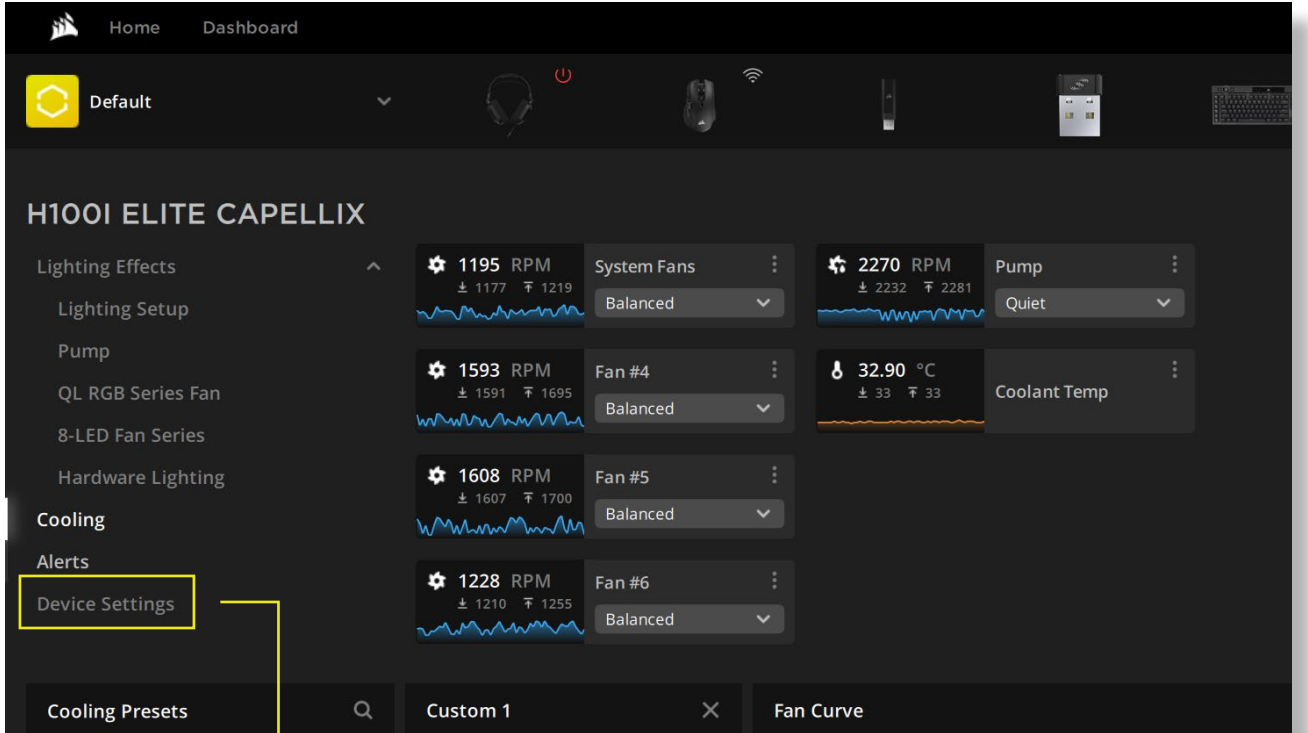 Home Dashboard
Default
H100I ELITE CAPELLIX
Lighting Effects
Lighting Setup
Pump
QL RGB Series Fan
8-LED Fan Series
Hardware Lighting
Cooling
Alerts
Device Settings
1195 RPM
1177 1219
System Fans
Balanced
2270 RPM
2232 2281
Pump
Quiet
1593 RPM
1591 1695
Fan #4
Balanced
32.90 °C
33 33
Coolant Temp
1608 RPM
1607 1700
Fan #5
Balanced
1228 RPM
1210 1255
Fan #6
Balanced
Cooling Presets
Custom 1
Fan Curve